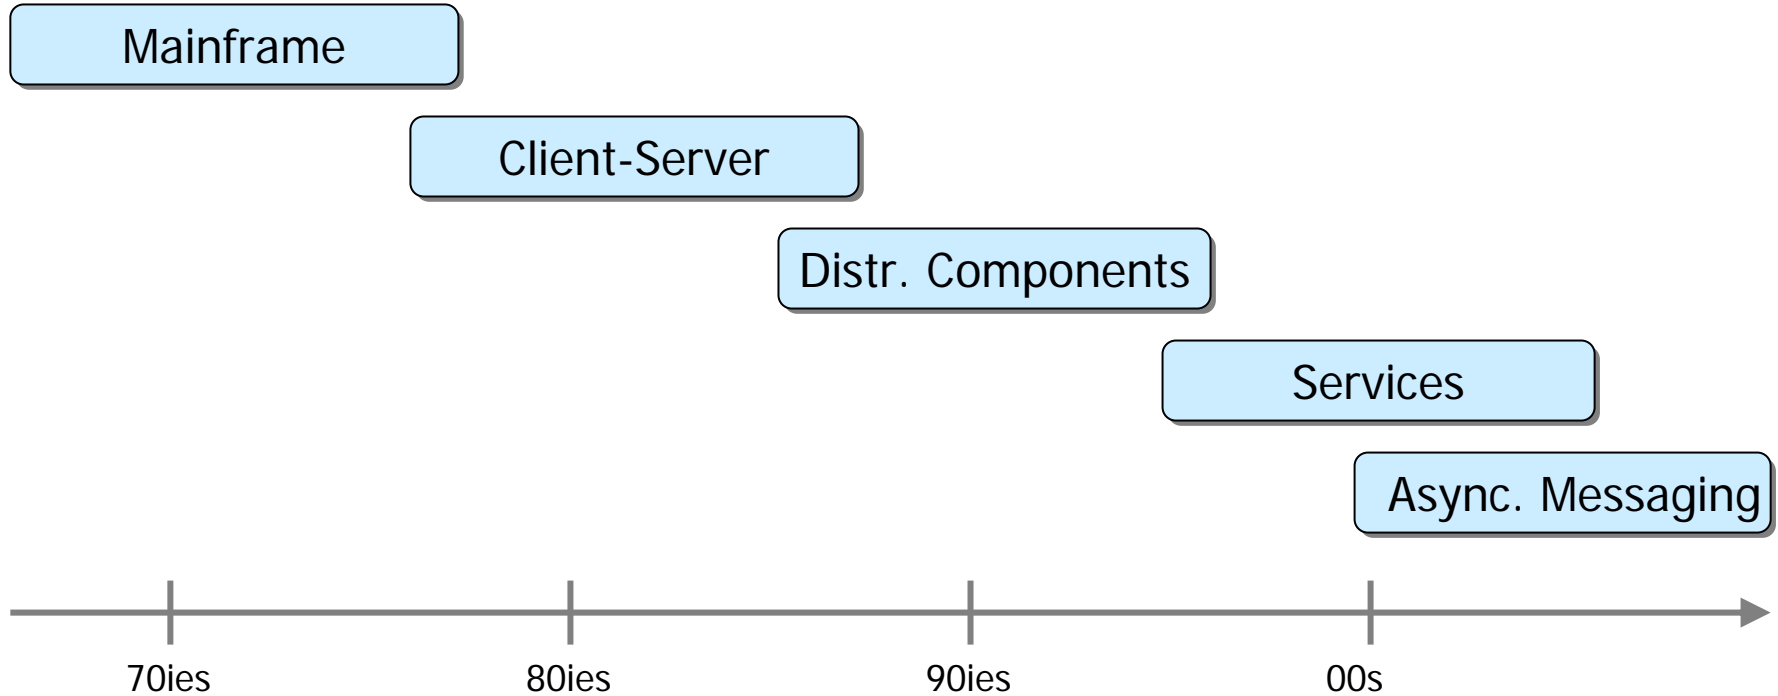 Mainframe
Client-Server
Distr. Components
Services
Async. Messaging
70ies 80ies 90ies 00s